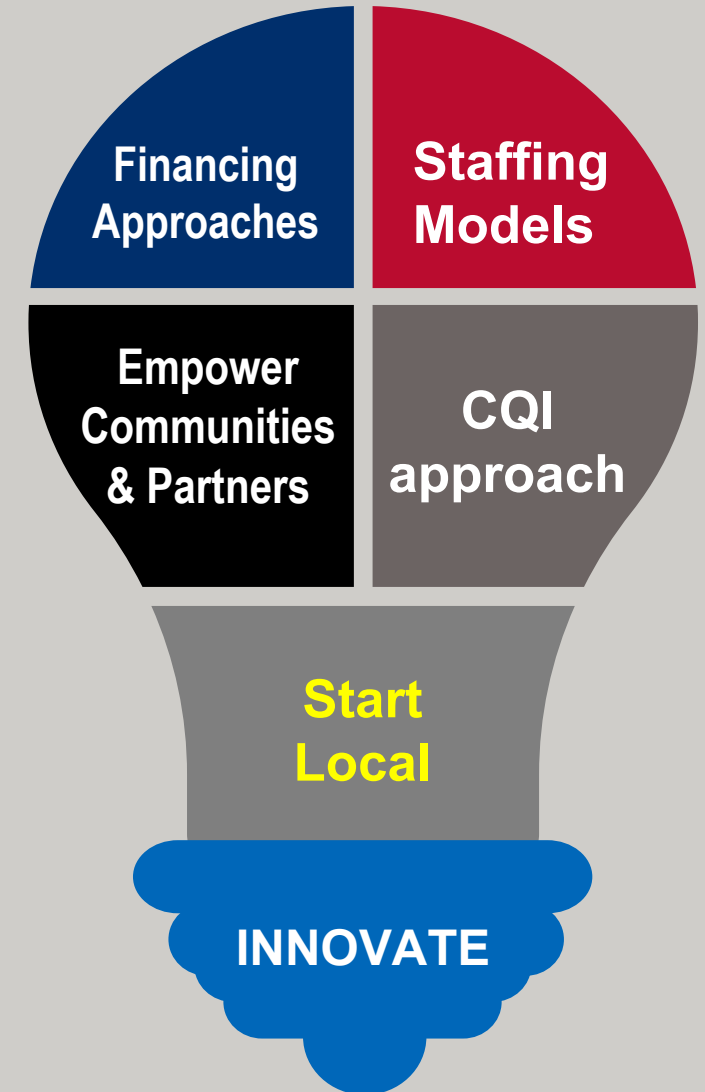 Financing
Approaches
Staffing
Models
Empower
Communities
& Partners
CQI
approach
Start
Local
INNOVATE